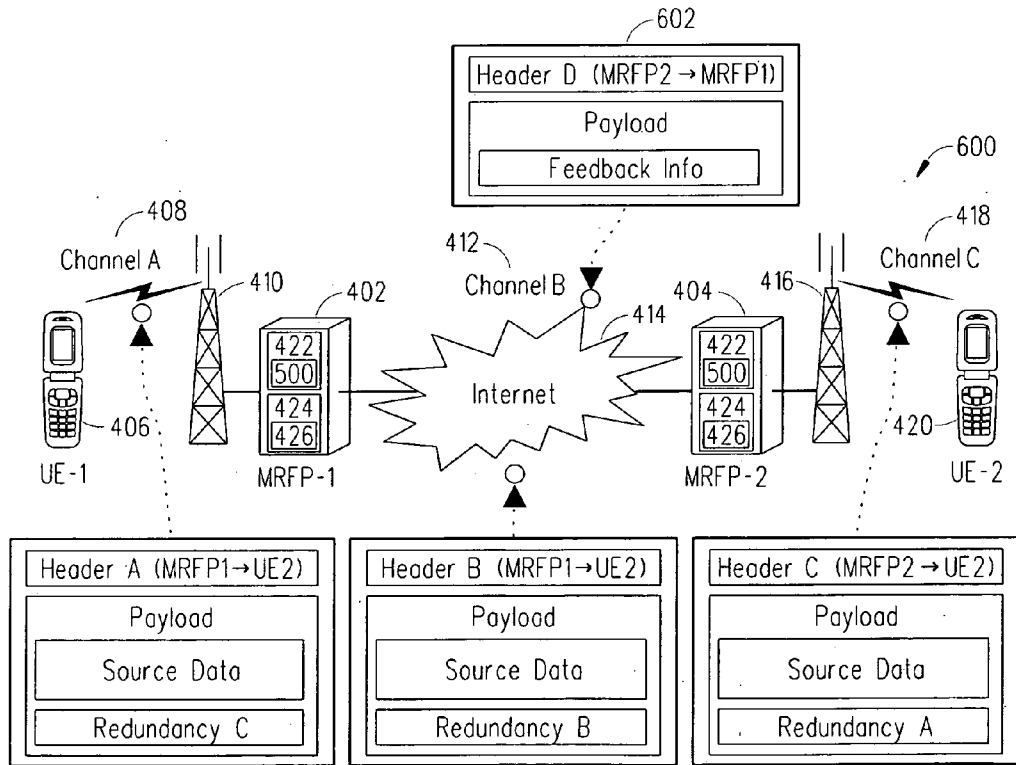 602
Header D (MRFP2→MRFP1)
Payload
Feedback Info
600
408
Channel A
410
402
412
Channel B
404
414
416
418
Channel C
422
500
424
426
Internet
422
500
424
426
406
UE-1
MRFP-1
MRFP-2
420
UE-2
Header A (MRFP1→UE2)
Payload
Source Data
Redundancy C
Header B (MRFP1→UE2)
Payload
Source Data
Redundancy B
Header C (MRFP2→UE2)
Payload
Source Data
Redundancy A